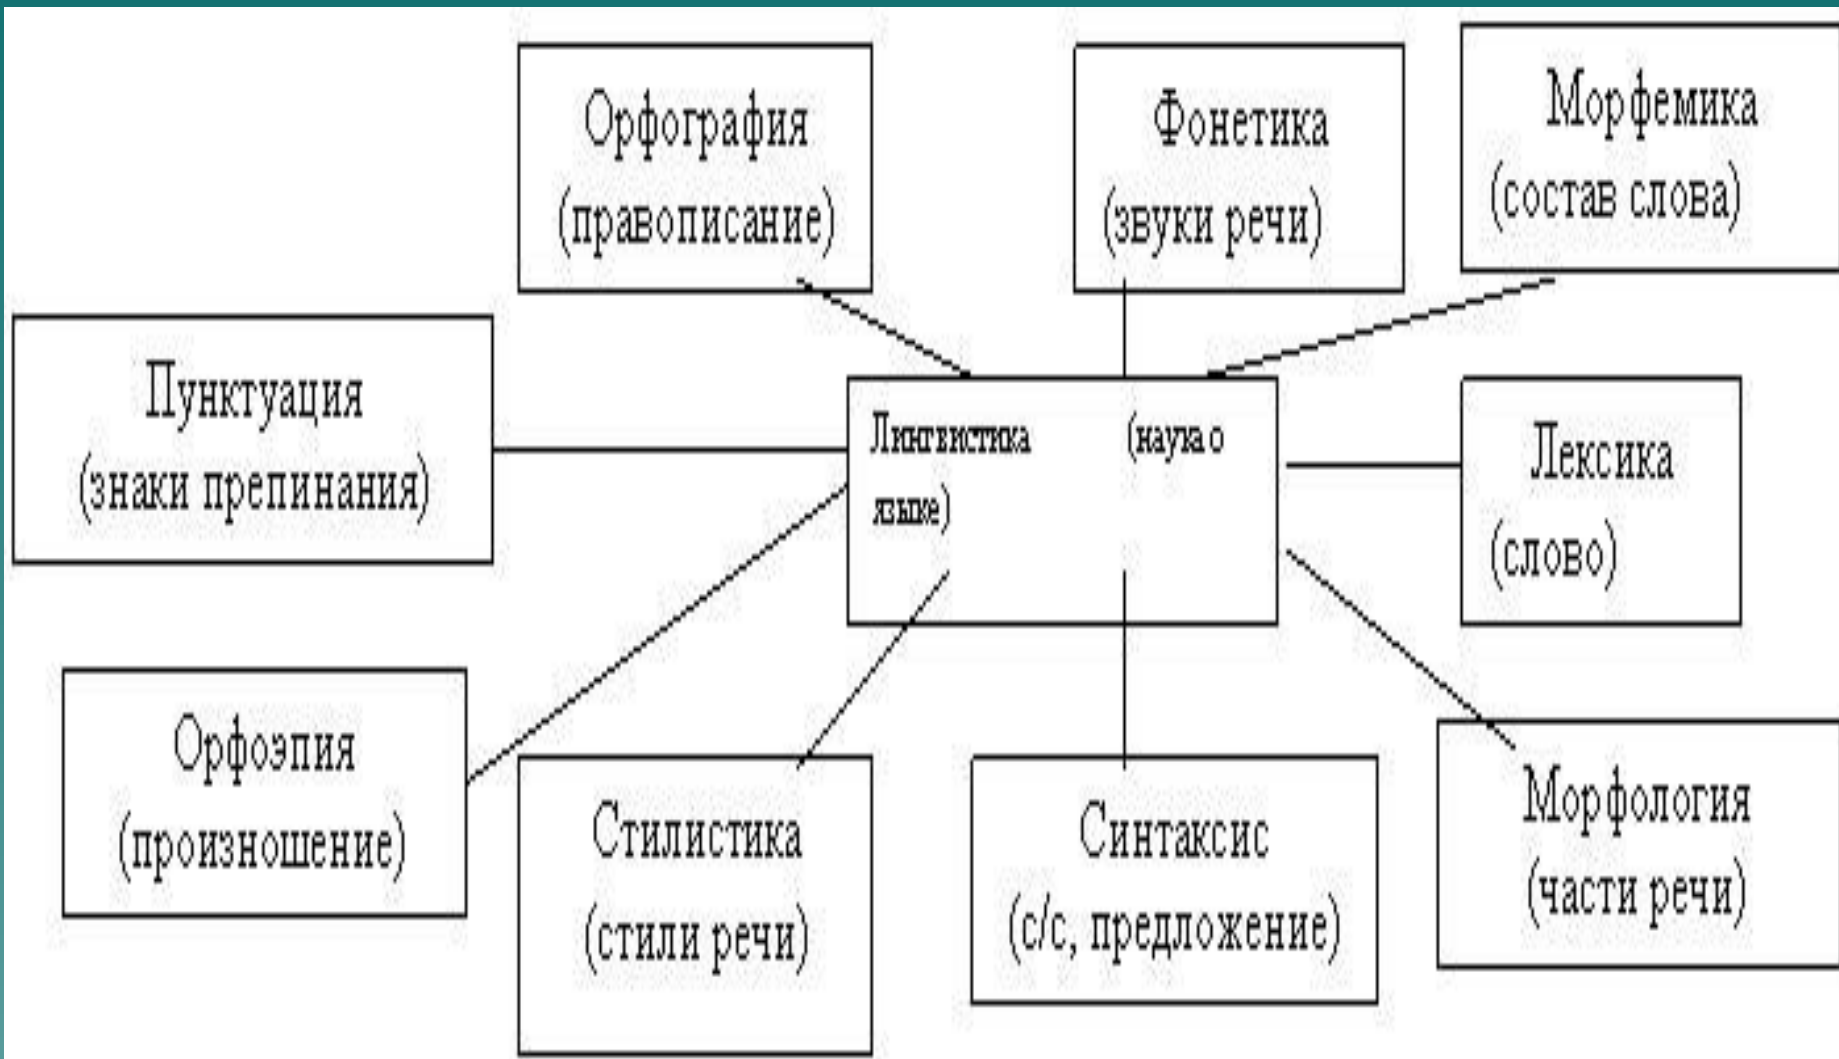 Орфография
(правописание)
Фонетика
(звуки речи)
Морфемика
(состав слова)
Пунктуация
(знаки препинания)
Лингвистика (наука о
языке)
Лексика
(слово)
Орфоэпия
(произношение)
Стилистика
(стили речи)
Синтаксис
(с/с, предложение)
Морфология
(части речи)